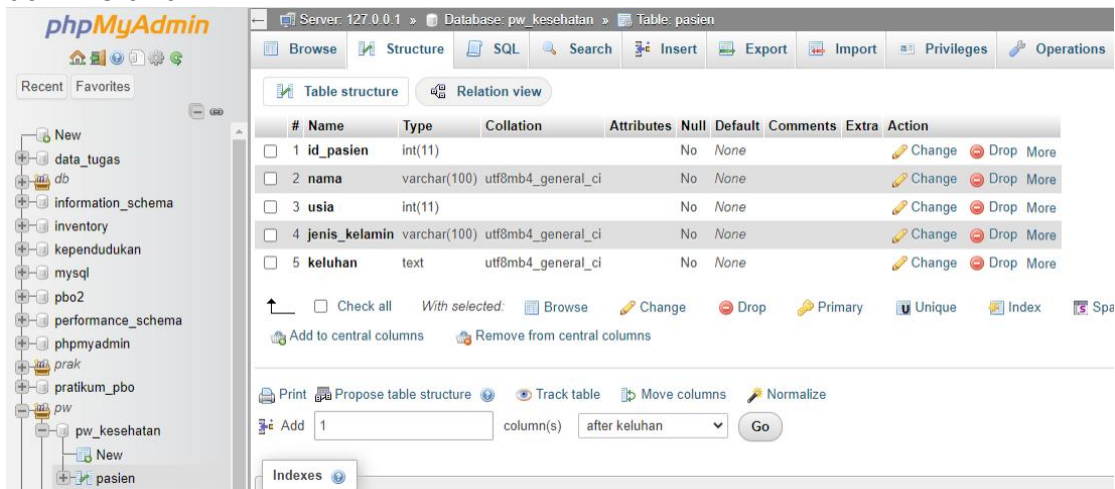 phpMyAdmin
Recent Favorites
New
data_tugas
db
information_schema
inventory
kependudukan
mysql
pbo2
performance_schema
phpmyadmin
prak
pratikum_pbo
pw
pw_kesehatan
New
pasien
Server: 127.0.0.1 » Database: pw_kesehatan » Table: pasien
Browse Structure SQL Search Insert Export Import Privileges Operations
Table structure Relation view
# Name Type Collation Attributes Null Default Comments Extra Action
1 id_pasien int(11) No None Change Drop More
2 nama varchar(100) utf8mb4_general_ci No None Change Drop More
3 usia int(11) No None Change Drop More
4 jenis_kelamin varchar(100) utf8mb4_general_ci No None Change Drop More
5 keluhan text utf8mb4_general_ci No None Change Drop More
Check all With selected: Browse Change Drop Primary Unique Index Spa
Add to central columns Remove from central columns
Print Propose table structure Track table Move columns Normalize
Add 1 column(s) after keluhan Go
Indexes